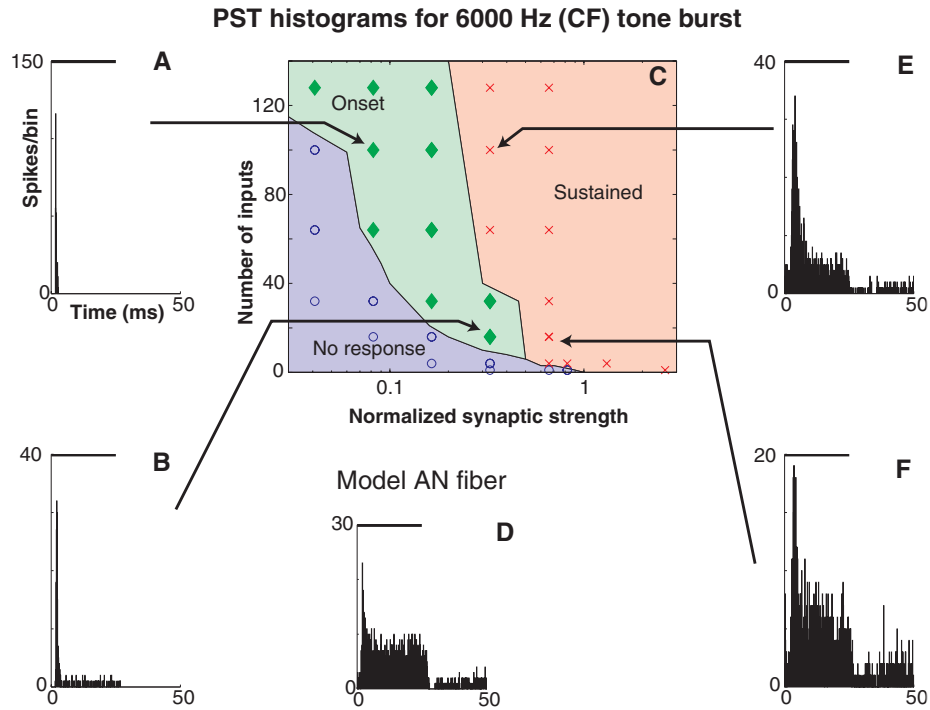 PST histograms for 6000 Hz (CF) tone burst
A
150
Spikes/bin
0
Time (ms)
50
C
Onset
Sustained
No response
120
80
40
0
Number of inputs
0.1
1
Normalized synaptic strength
E
40
0
0
50
B
40
0
0
50
Model AN fiber
D
30
0
0
50
F
20
0
0
50